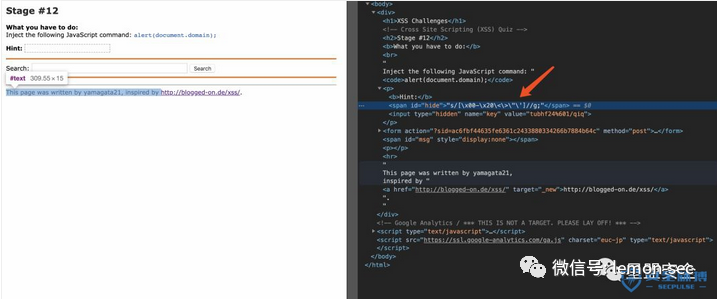 Stage #12
What you have to do:
Inject the following JavaScript command: alert(document.domain);
Hint:
Search:
Search
#text 309.55 × 15
This page was written by yamagata21, inspired by http://blogged-on.de/xss/.
<body>
<div>
<h1>XSS Challenges</h1>
<!-- Cross Site Scripting (XSS) Quiz -->
<h2>Stage #12</h2>
<b>What you have to do:</b>
<br>
"
Inject the following JavaScript command: "
<code>alert(document.domain);</code>
<p>
<b>Hint:</b>
<span id="hide">"s/[\x00-\x20\<\>\"\']//g;"</span> == $0
<input type="hidden" name="key" value="tubhf24%601/qiq">
</p>
<form action="?sid=ac6fbf44635fe6361c2433880334266b7884b64c" method="post">…</form>
<span id="msg" style="display:none"></span>
<p></p>
<hr>
"
This page was written by yamagata21,
inspired by "
<a href="http://blogged-on.de/xss/" target="_new">http://blogged-on.de/xss/</a>
".
"
</div>
<!-- Google Analytics / *** THIS IS NOT A TARGET. PLEASE LAY OFF! *** -->
<script type="text/javascript">…</script>
<script src="https://ssl.google-analytics.com/ga.js" charset="euc-jp" type="text/javascript">
</script>
</body>
</html>
微信号: demon-sec
SECPULSE